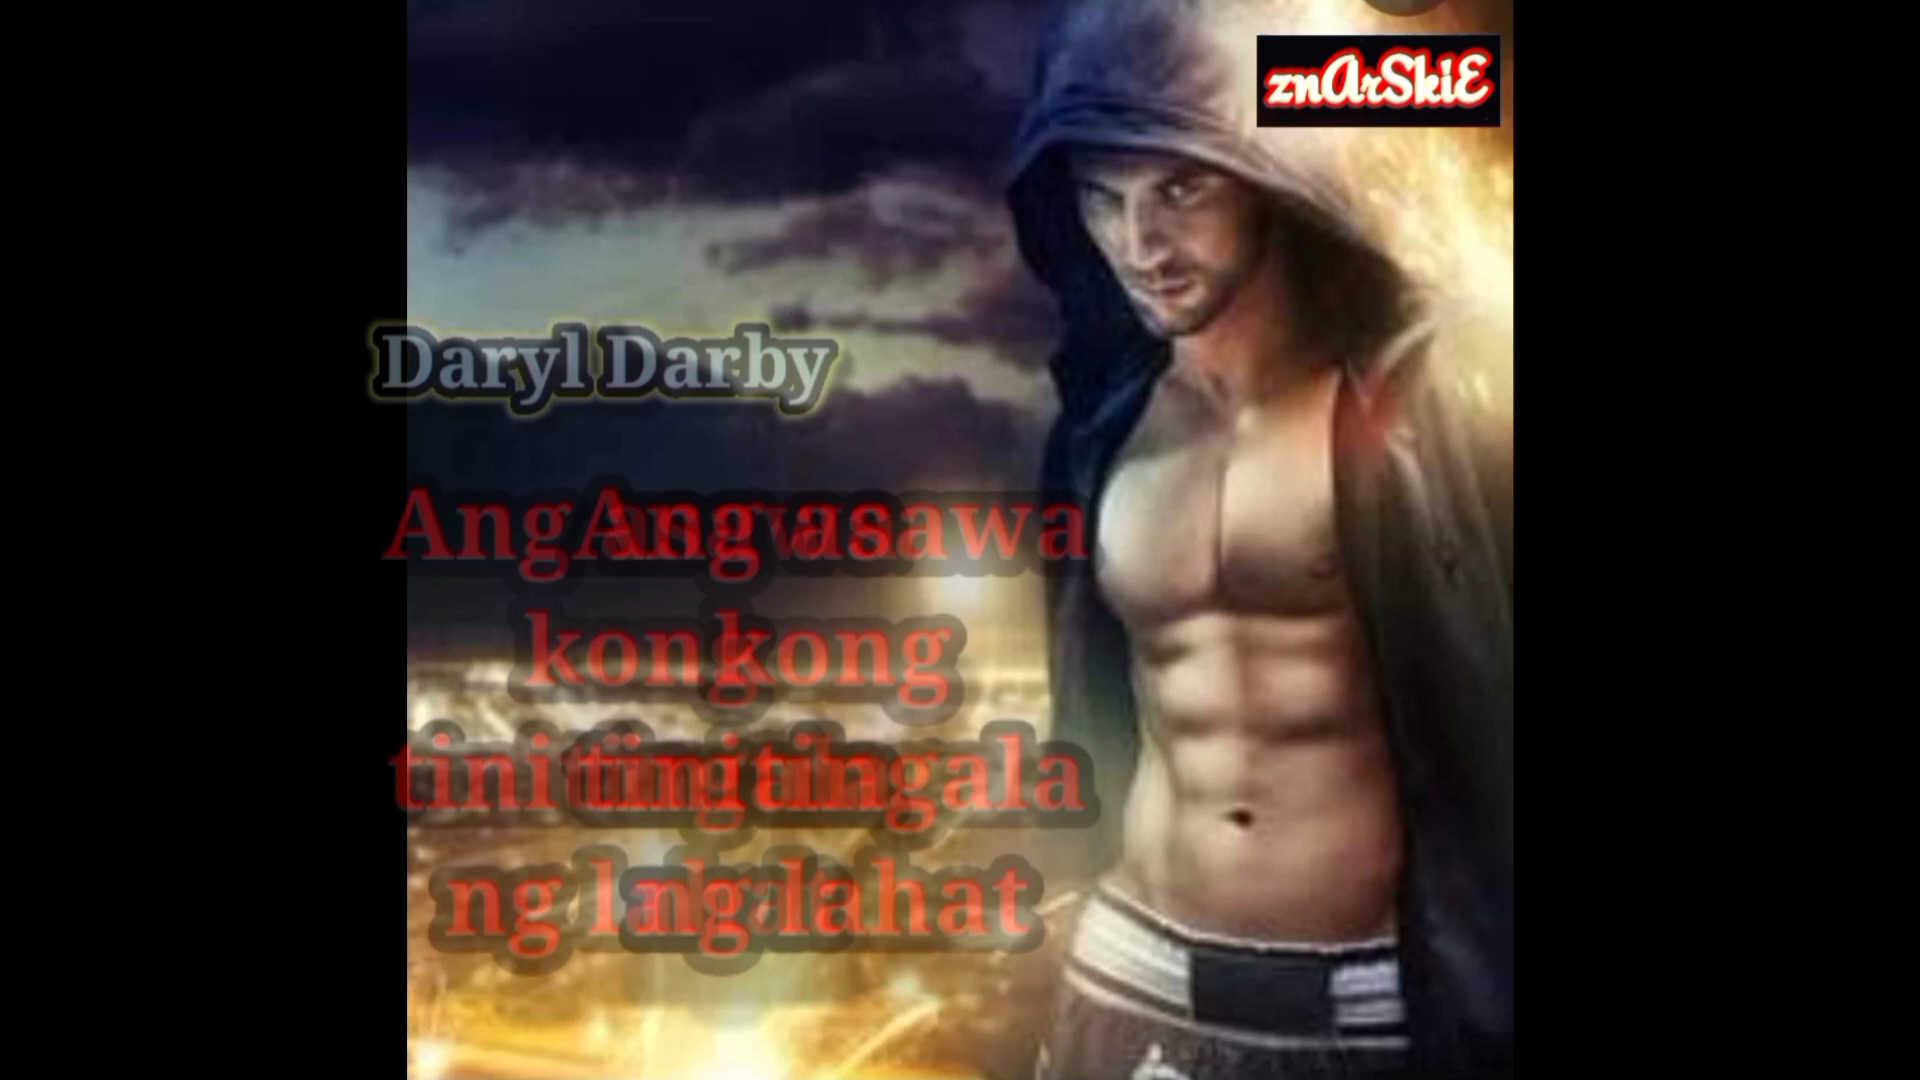 znArSkiE
Daryl Darby
Ang asawa
kong
tinitingala
ng lahat